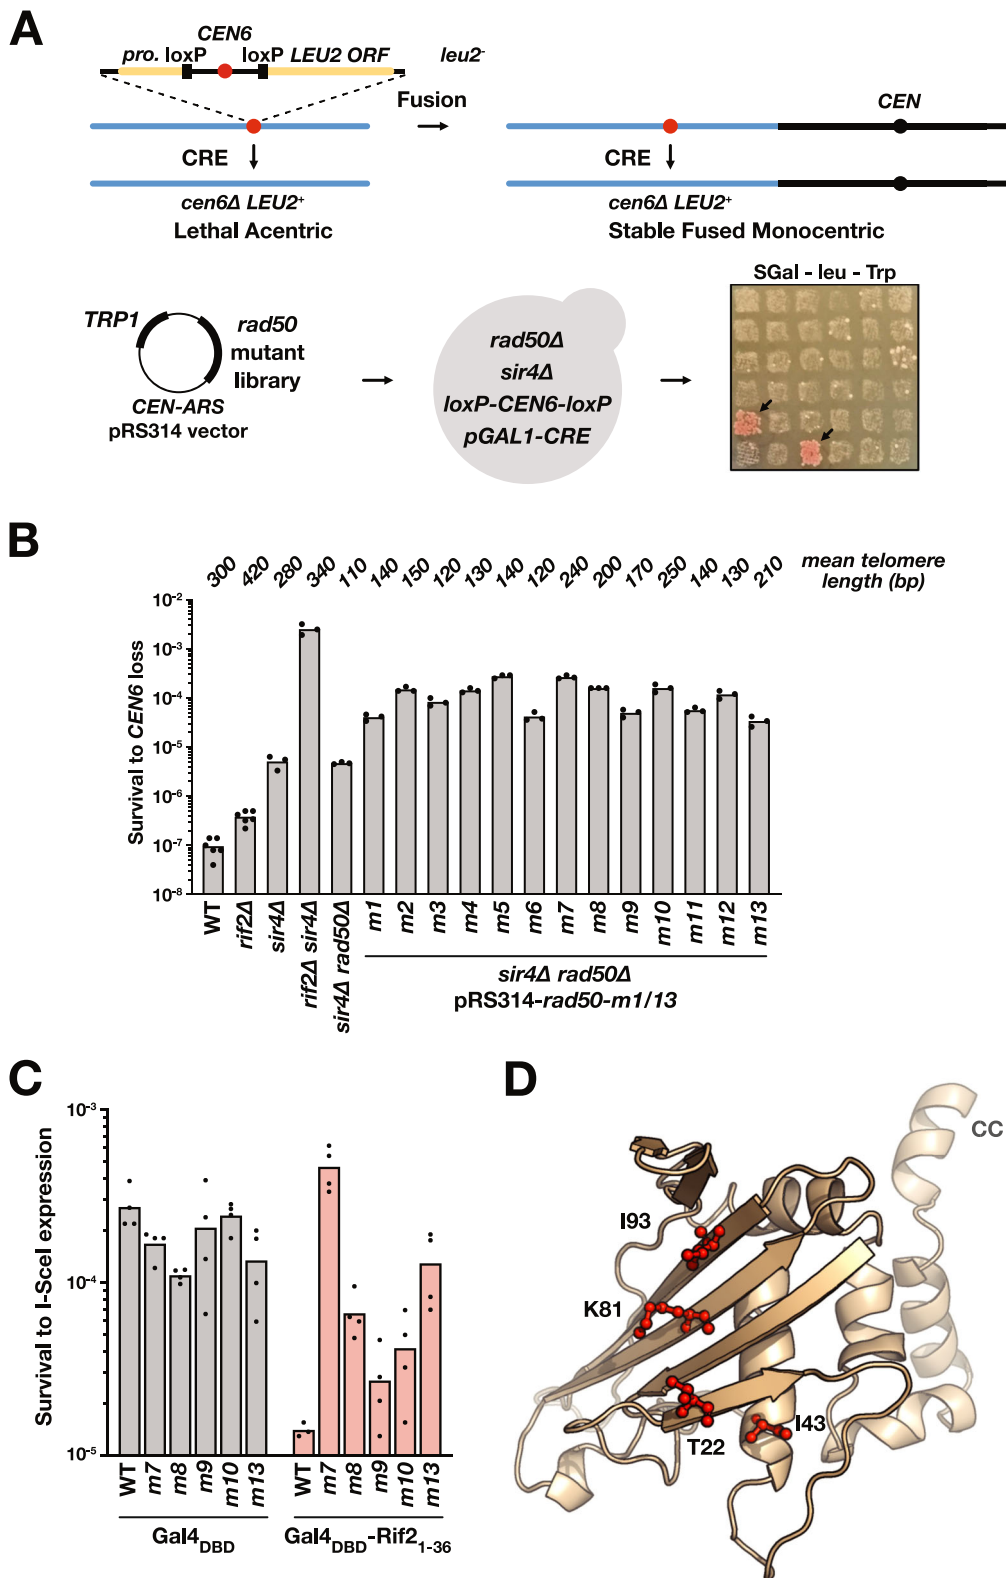 A
CEN6
pro. loxP loxP LEU2 ORF leu2-
Fusion
CEN
CRE CRE
cen6Δ LEU2+ cen6Δ LEU2+
Lethal Acentric Stable Fused Monocentric
SGal - leu - Trp
TRP1 rad50
mutant
library
CEN-ARS
pRS314 vector
rad50Δ
sir4Δ
loxP-CEN6-loxP
pGAL1-CRE
B
300 420 280 340 110 140 150 120 130 140 120 240 200 170 250 140 130 210 mean telomere
length (bp)
Survival to CEN6 loss
10-2
10-3
10-4
10-5
10-6
10-7
10-8
WT rif2Δ sir4Δ rif2Δ sir4Δ sir4Δ rad50Δ m1 m2 m3 m4 m5 m6 m7 m8 m9 m10 m11 m12 m13
sir4Δ rad50Δ
pRS314-rad50-m1/13
C
Survival to I-SceI expression
10-3
10-4
10-5
WT m7 m8 m9 m10 m13 WT m7 m8 m9 m10 m13
Gal4DBD Gal4DBD-Rif21-36
D
CC
I93
K81
T22
I43